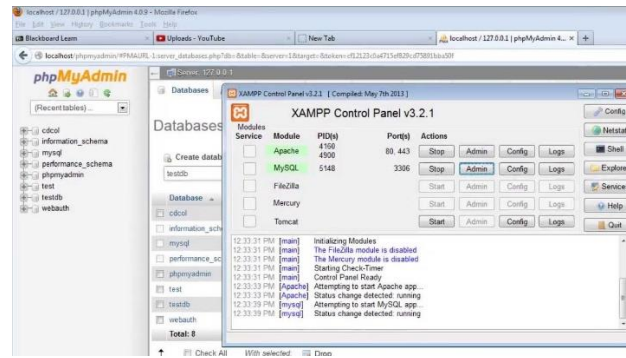 localhost / 127.0.0.1 | phpMyAdmin 4.0.9 - Mozilla Firefox
File Edit View History Bookmarks Tools Help
Blackboard Learn
Uploads - YouTube
New Tab
localhost / 127.0.0.1 | phpMyAdmin 4....
phpMyAdmin
(Recent tables) ...
cdcol
information_schema
mysql
performance_schema
phpmyadmin
test
testdb
webauth
Server: 127.0.0.1
Databases
Databases
Create datab
testdb
Database
cdcol
information_sch
mysql
performance_sc
phpmyadmin
test
testdb
webauth
Total: 8
Check All With selected: Drop
XAMPP Control Panel v3.2.1 [ Compiled: May 7th 2013 ]
XAMPP Control Panel v3.2.1
Modules
Service Module PID(s) Port(s) Actions
Apache 4160 4900 80, 443 Stop Admin Config Logs
MySQL 5148 3306 Stop Admin Config Logs
FileZilla Start Admin Config Logs
Mercury Start Admin Config Logs
Tomcat Start Admin Config Logs
Config
Netstat
Shell
Explore
Service
Help
Quit
12:33:31 PM [main] Initializing Modules
12:33:31 PM [main] The FileZilla module is disabled
12:33:31 PM [main] The Mercury module is disabled
12:33:31 PM [main] Starting Check-Timer
12:33:31 PM [main] Control Panel Ready
12:33:33 PM [Apache] Attempting to start Apache app...
12:33:33 PM [Apache] Status change detected: running
12:33:39 PM [mysql] Attempting to start MySQL app...
12:33:39 PM [mysql] Status change detected: running